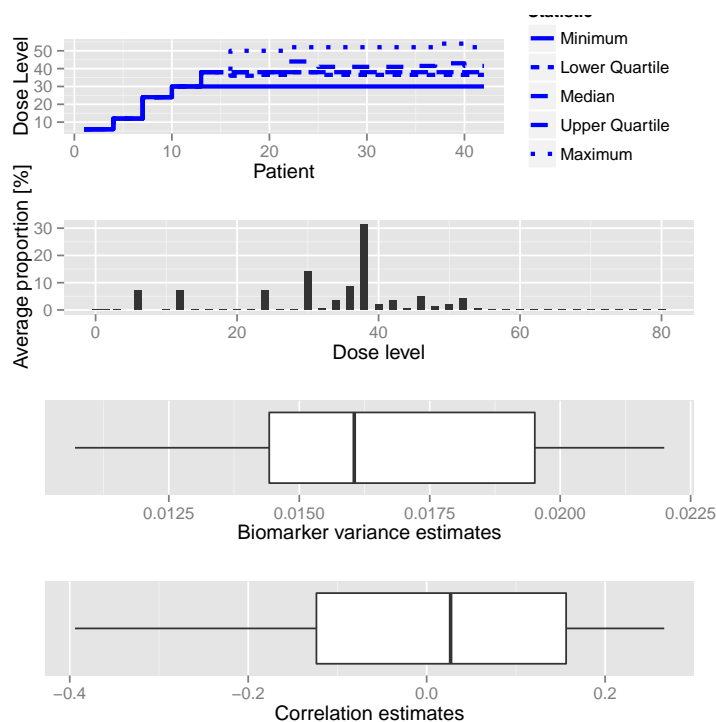 Statistic
Minimum
Lower Quartile
Median
Upper Quartile
Maximum
Dose Level
50
40
30
20
10
0 10 20 30 40
Patient
Average proportion [%]
30
20
10
0
0 20 40 60 80
Dose level
0.0125 0.0150 0.0175 0.0200 0.0225
Biomarker variance estimates
−0.4 −0.2 0.0 0.2
Correlation estimates